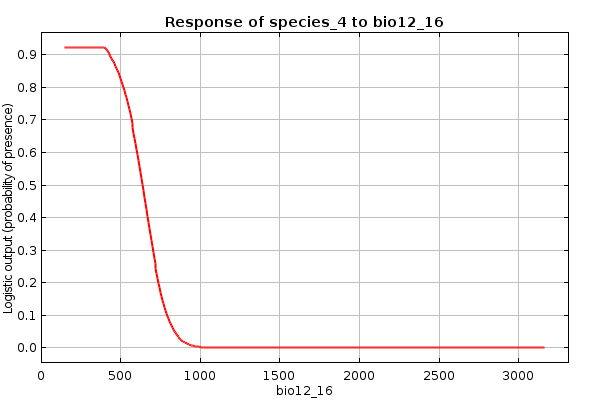 Response of species_4 to bio12_16
Logistic output (probability of presence)
0.9
0.8
0.7
0.6
0.5
0.4
0.3
0.2
0.1
0.0
0 500 1000 1500 2000 2500 3000
bio12_16